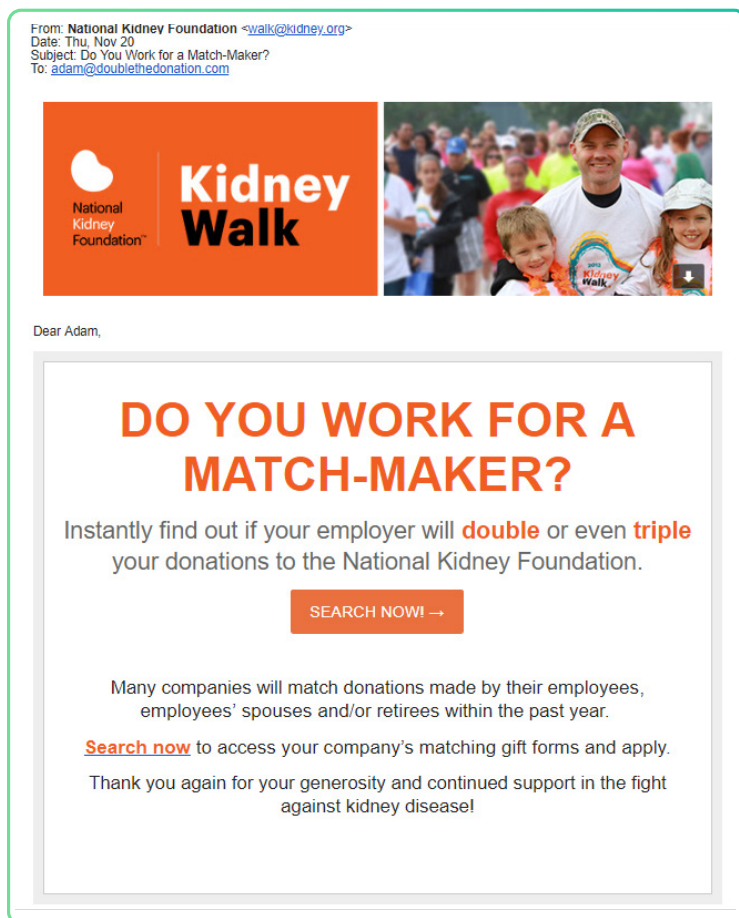 From: National Kidney Foundation <walk@kidney.org>
Date: Thu, Nov 20
Subject: Do You Work for a Match-Maker?
To: adam@doublethedonation.com
National
Kidney
Foundation™
Kidney
Walk
2013
Kidney
Walk
Dear Adam,
DO YOU WORK FOR A
MATCH-MAKER?
Instantly find out if your employer will double or even triple
your donations to the National Kidney Foundation.
SEARCH NOW! →
Many companies will match donations made by their employees,
employees’ spouses and/or retirees within the past year.
Search now to access your company’s matching gift forms and apply.
Thank you again for your generosity and continued support in the fight
against kidney disease!